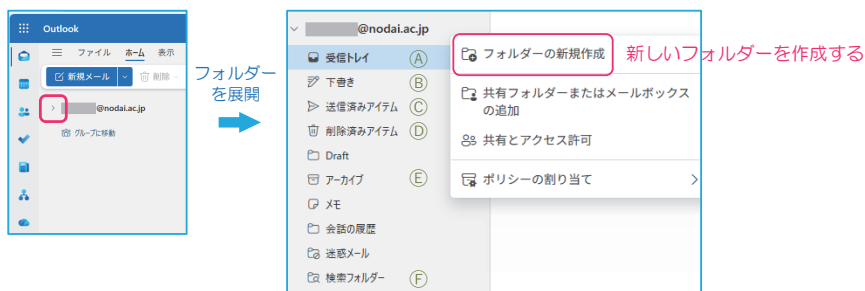 Outlook
ファイル ホーム 表示
新規メール 削除
@nodai.ac.jp
グループに移動
フォルダー
を展開
@nodai.ac.jp
受信トレイ Ⓐ
下書き Ⓑ
送信済みアイテム Ⓒ
削除済みアイテム Ⓓ
Draft
アーカイブ Ⓔ
メモ
会話の履歴
迷惑メール
検索フォルダー Ⓕ
フォルダーの新規作成
新しいフォルダーを作成する
共有フォルダーまたはメールボックス
の追加
共有とアクセス許可
ポリシーの割り当て